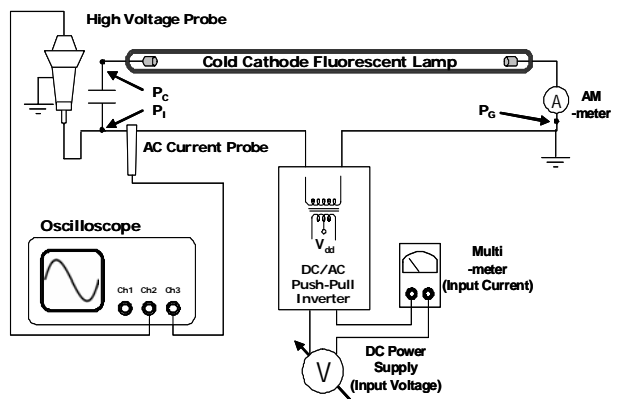 High Voltage Probe
Cold Cathode Fluorescent Lamp
PC
PI
A
AM
-meter
PG
AC Current Probe
Oscilloscope
Ch1 Ch2 Ch3
Vdd
DC/AC
Push-Pull
Inverter
Multi
-meter
(Input Current)
V
DC Power
Supply
(Input Voltage)